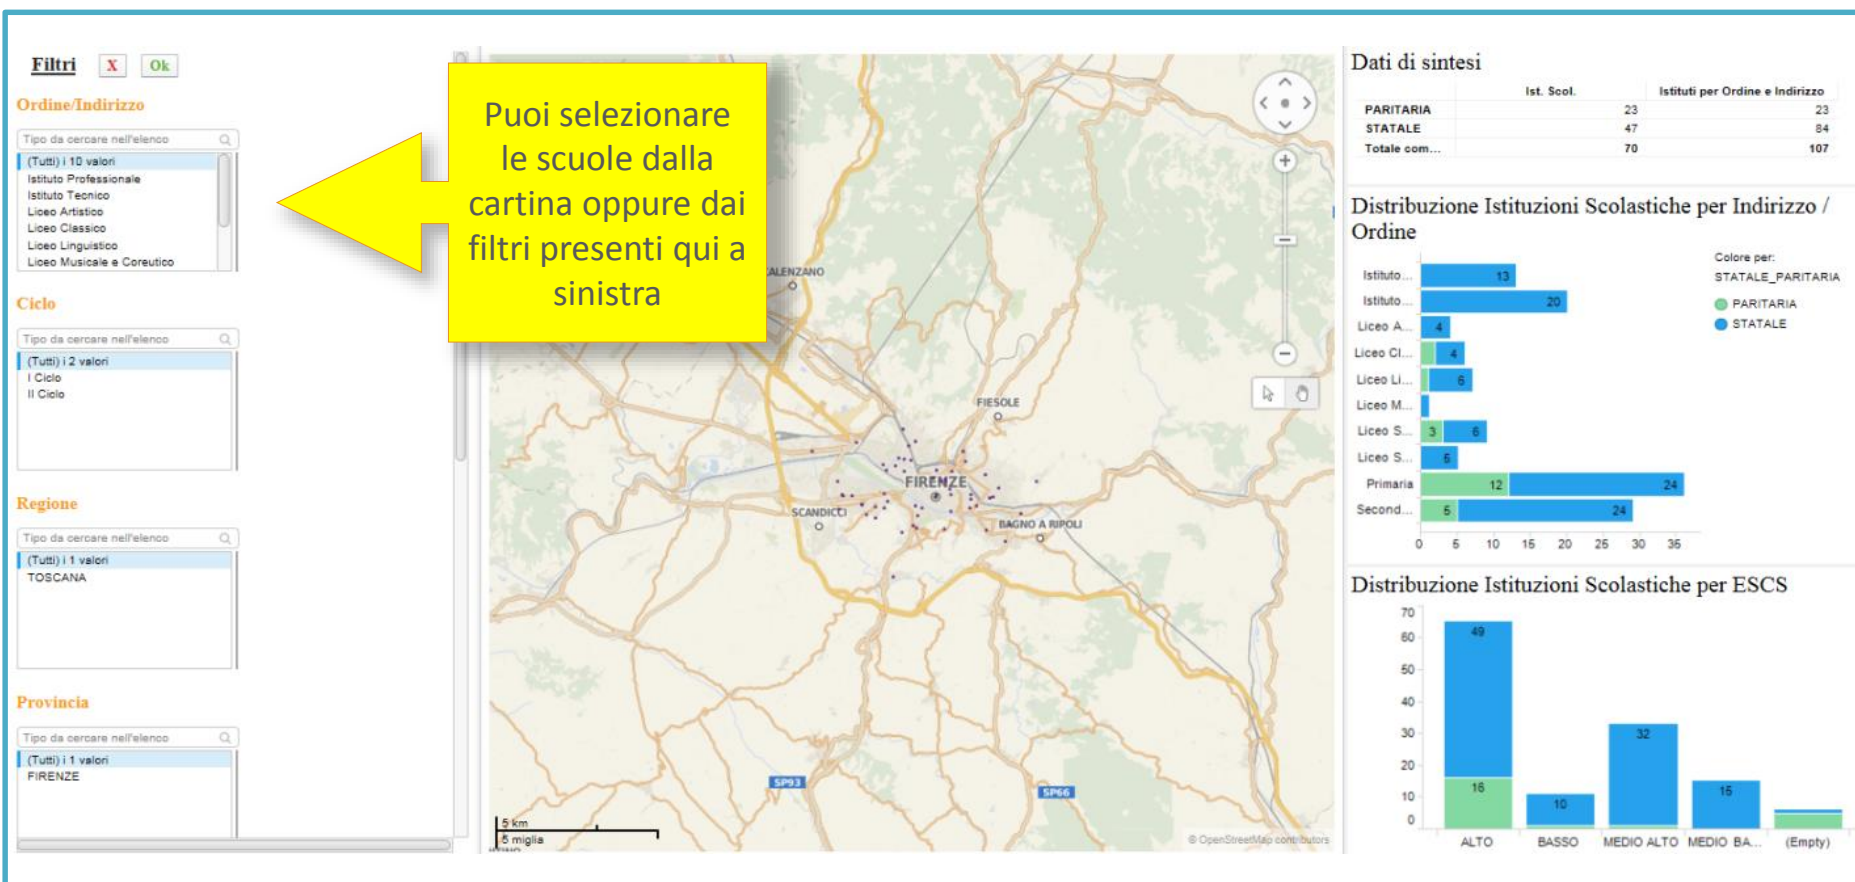 Filtri
X
Ok
Ordine/Indirizzo
Tipo da cercare nell'elenco
(Tutti) i 10 valori
Istituto Professionale
Istituto Tecnico
Liceo Artistico
Liceo Classico
Liceo Linguistico
Liceo Musicale e Coreutico
Ciclo
Tipo da cercare nell'elenco
(Tutti) i 2 valori
I Ciclo
II Ciclo
Regione
Tipo da cercare nell'elenco
(Tutti) i 1 valori
TOSCANA
Provincia
Tipo da cercare nell'elenco
(Tutti) i 1 valori
FIRENZE
Puoi selezionare
le scuole dalla
cartina oppure dai
filtri presenti qui a
sinistra
ALENZANO
FIESOLE
FIRENZE
SCANDICCI
BAGNO A RIPOLI
SP93
SP66
5 km
5 miglia
© OpenStreetMap contributors
Dati di sintesi
Ist. Scol. Istituti per Ordine e Indirizzo
PARITARIA 23 23
STATALE 47 84
Totale com... 70 107
Distribuzione Istituzioni Scolastiche per Indirizzo /
Ordine
Colore per:
STATALE_PARITARIA
PARITARIA
STATALE
Istituto... 13
Istituto... 20
Liceo A... 4
Liceo Cl... 4
Liceo Li... 6
Liceo M...
Liceo S... 3 6
Liceo S... 5
Primaria 12 24
Second... 5 24
0 5 10 15 20 25 30 35
Distribuzione Istituzioni Scolastiche per ESCS
70
60
50
40
30
20
10
0
49
16
10
32
15
ALTO BASSO MEDIO ALTO MEDIO BA... (Empty)